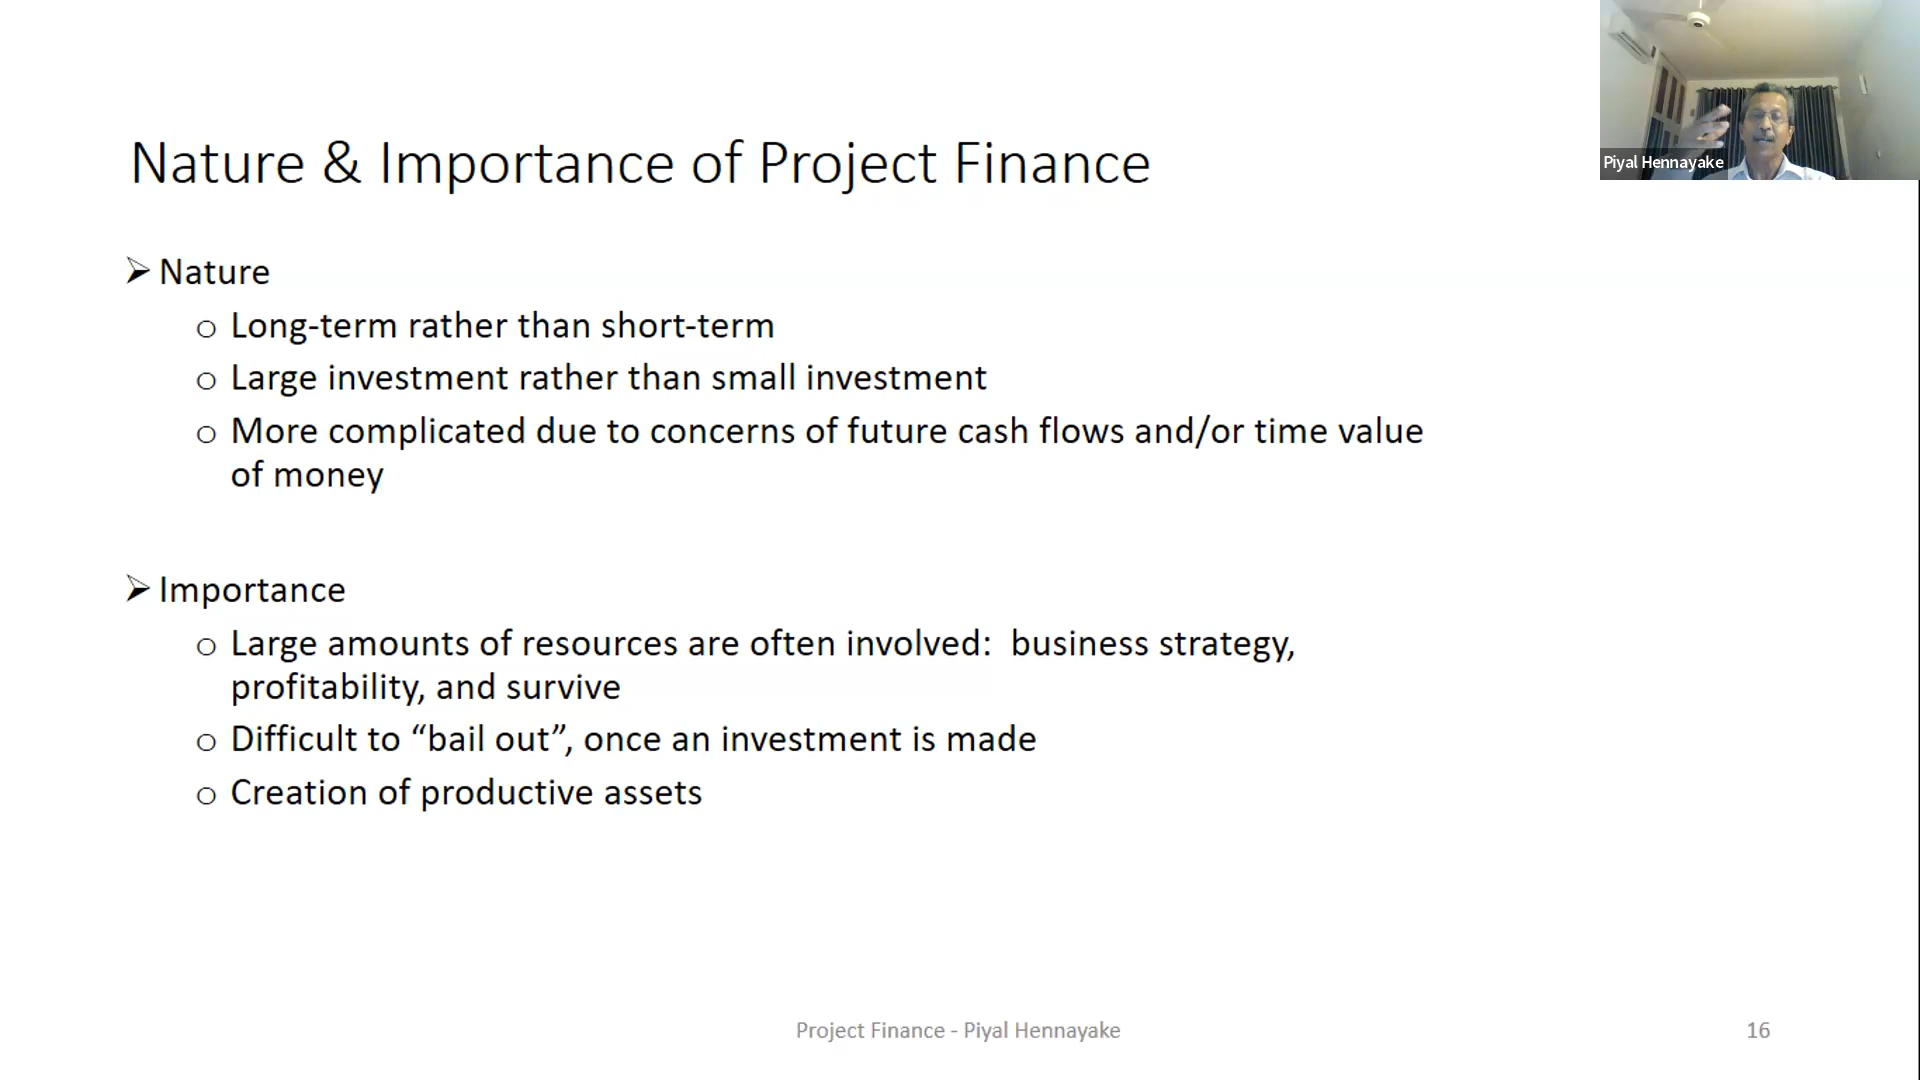 Piyal Hennayake
Nature & Importance of Project Finance
➢ Nature
o Long-term rather than short-term
o Large investment rather than small investment
o More complicated due to concerns of future cash flows and/or time value
of money
➢ Importance
o Large amounts of resources are often involved:  business strategy,
profitability, and survive
o Difficult to “bail out”, once an investment is made
o Creation of productive assets
Project Finance - Piyal Hennayake
16